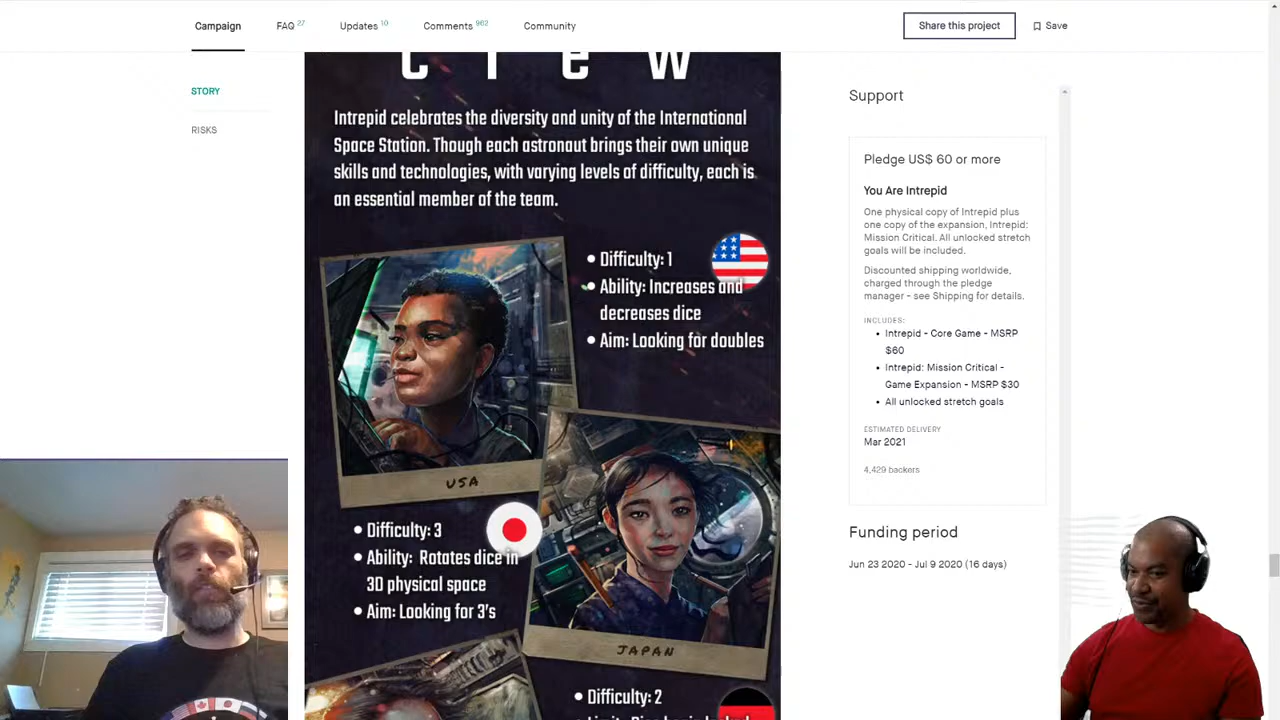 Campaign
FAQ 27
Updates 10
Comments 962
Community
Share this project
Save
STORY
RISKS
crew
Intrepid celebrates the diversity and unity of the International
Space Station. Though each astronaut brings their own unique
skills and technologies, with varying levels of difficulty, each is
an essential member of the team.
• Difficulty: 1
• Ability: Increases and
decreases dice
• Aim: Looking for doubles
USA
• Difficulty: 3
• Ability: Rotates dice in
3D physical space
• Aim: Looking for 3's
JAPAN
• Difficulty: 2
Support
Pledge US$ 60 or more
You Are Intrepid
One physical copy of Intrepid plus
one copy of the expansion, Intrepid:
Mission Critical. All unlocked stretch
goals will be included.
Discounted shipping worldwide,
charged through the pledge
manager - see Shipping for details.
INCLUDES:
• Intrepid - Core Game - MSRP
$60
• Intrepid: Mission Critical -
Game Expansion - MSRP $30
• All unlocked stretch goals
ESTIMATED DELIVERY
Mar 2021
4,429 backers
Funding period
Jun 23 2020 - Jul 9 2020 (16 days)